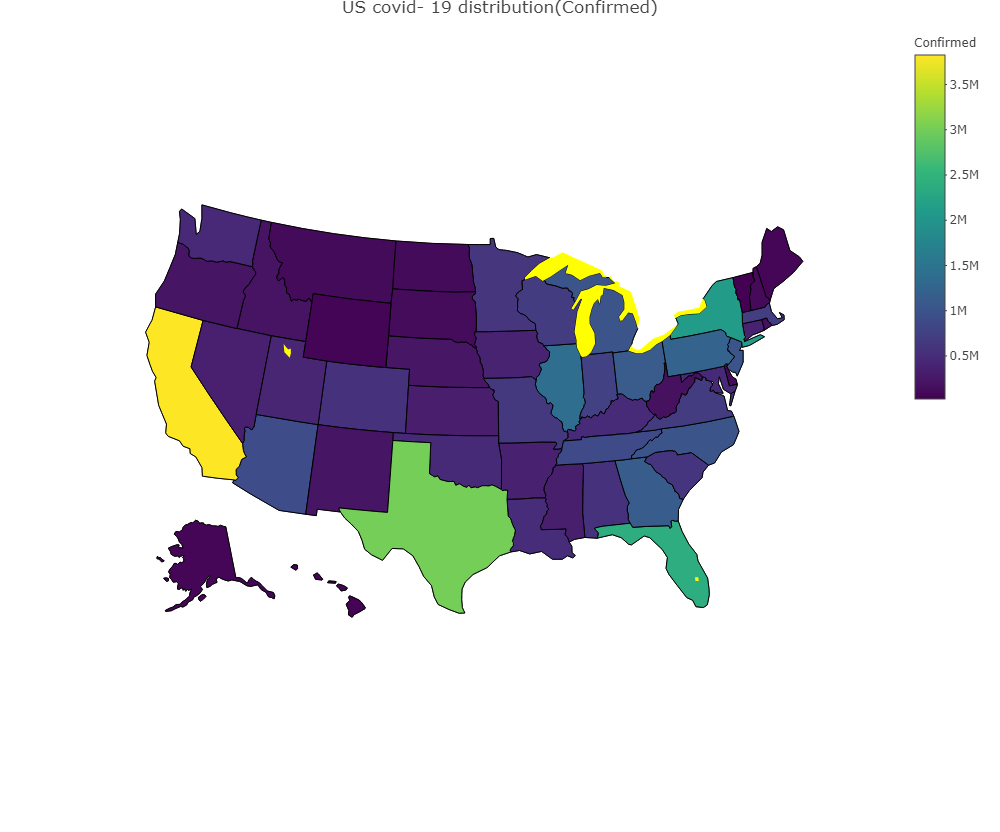 US covid- 19 distribution(Confirmed)
Confirmed
3.5M
3M
2.5M
2M
1.5M
1M
0.5M